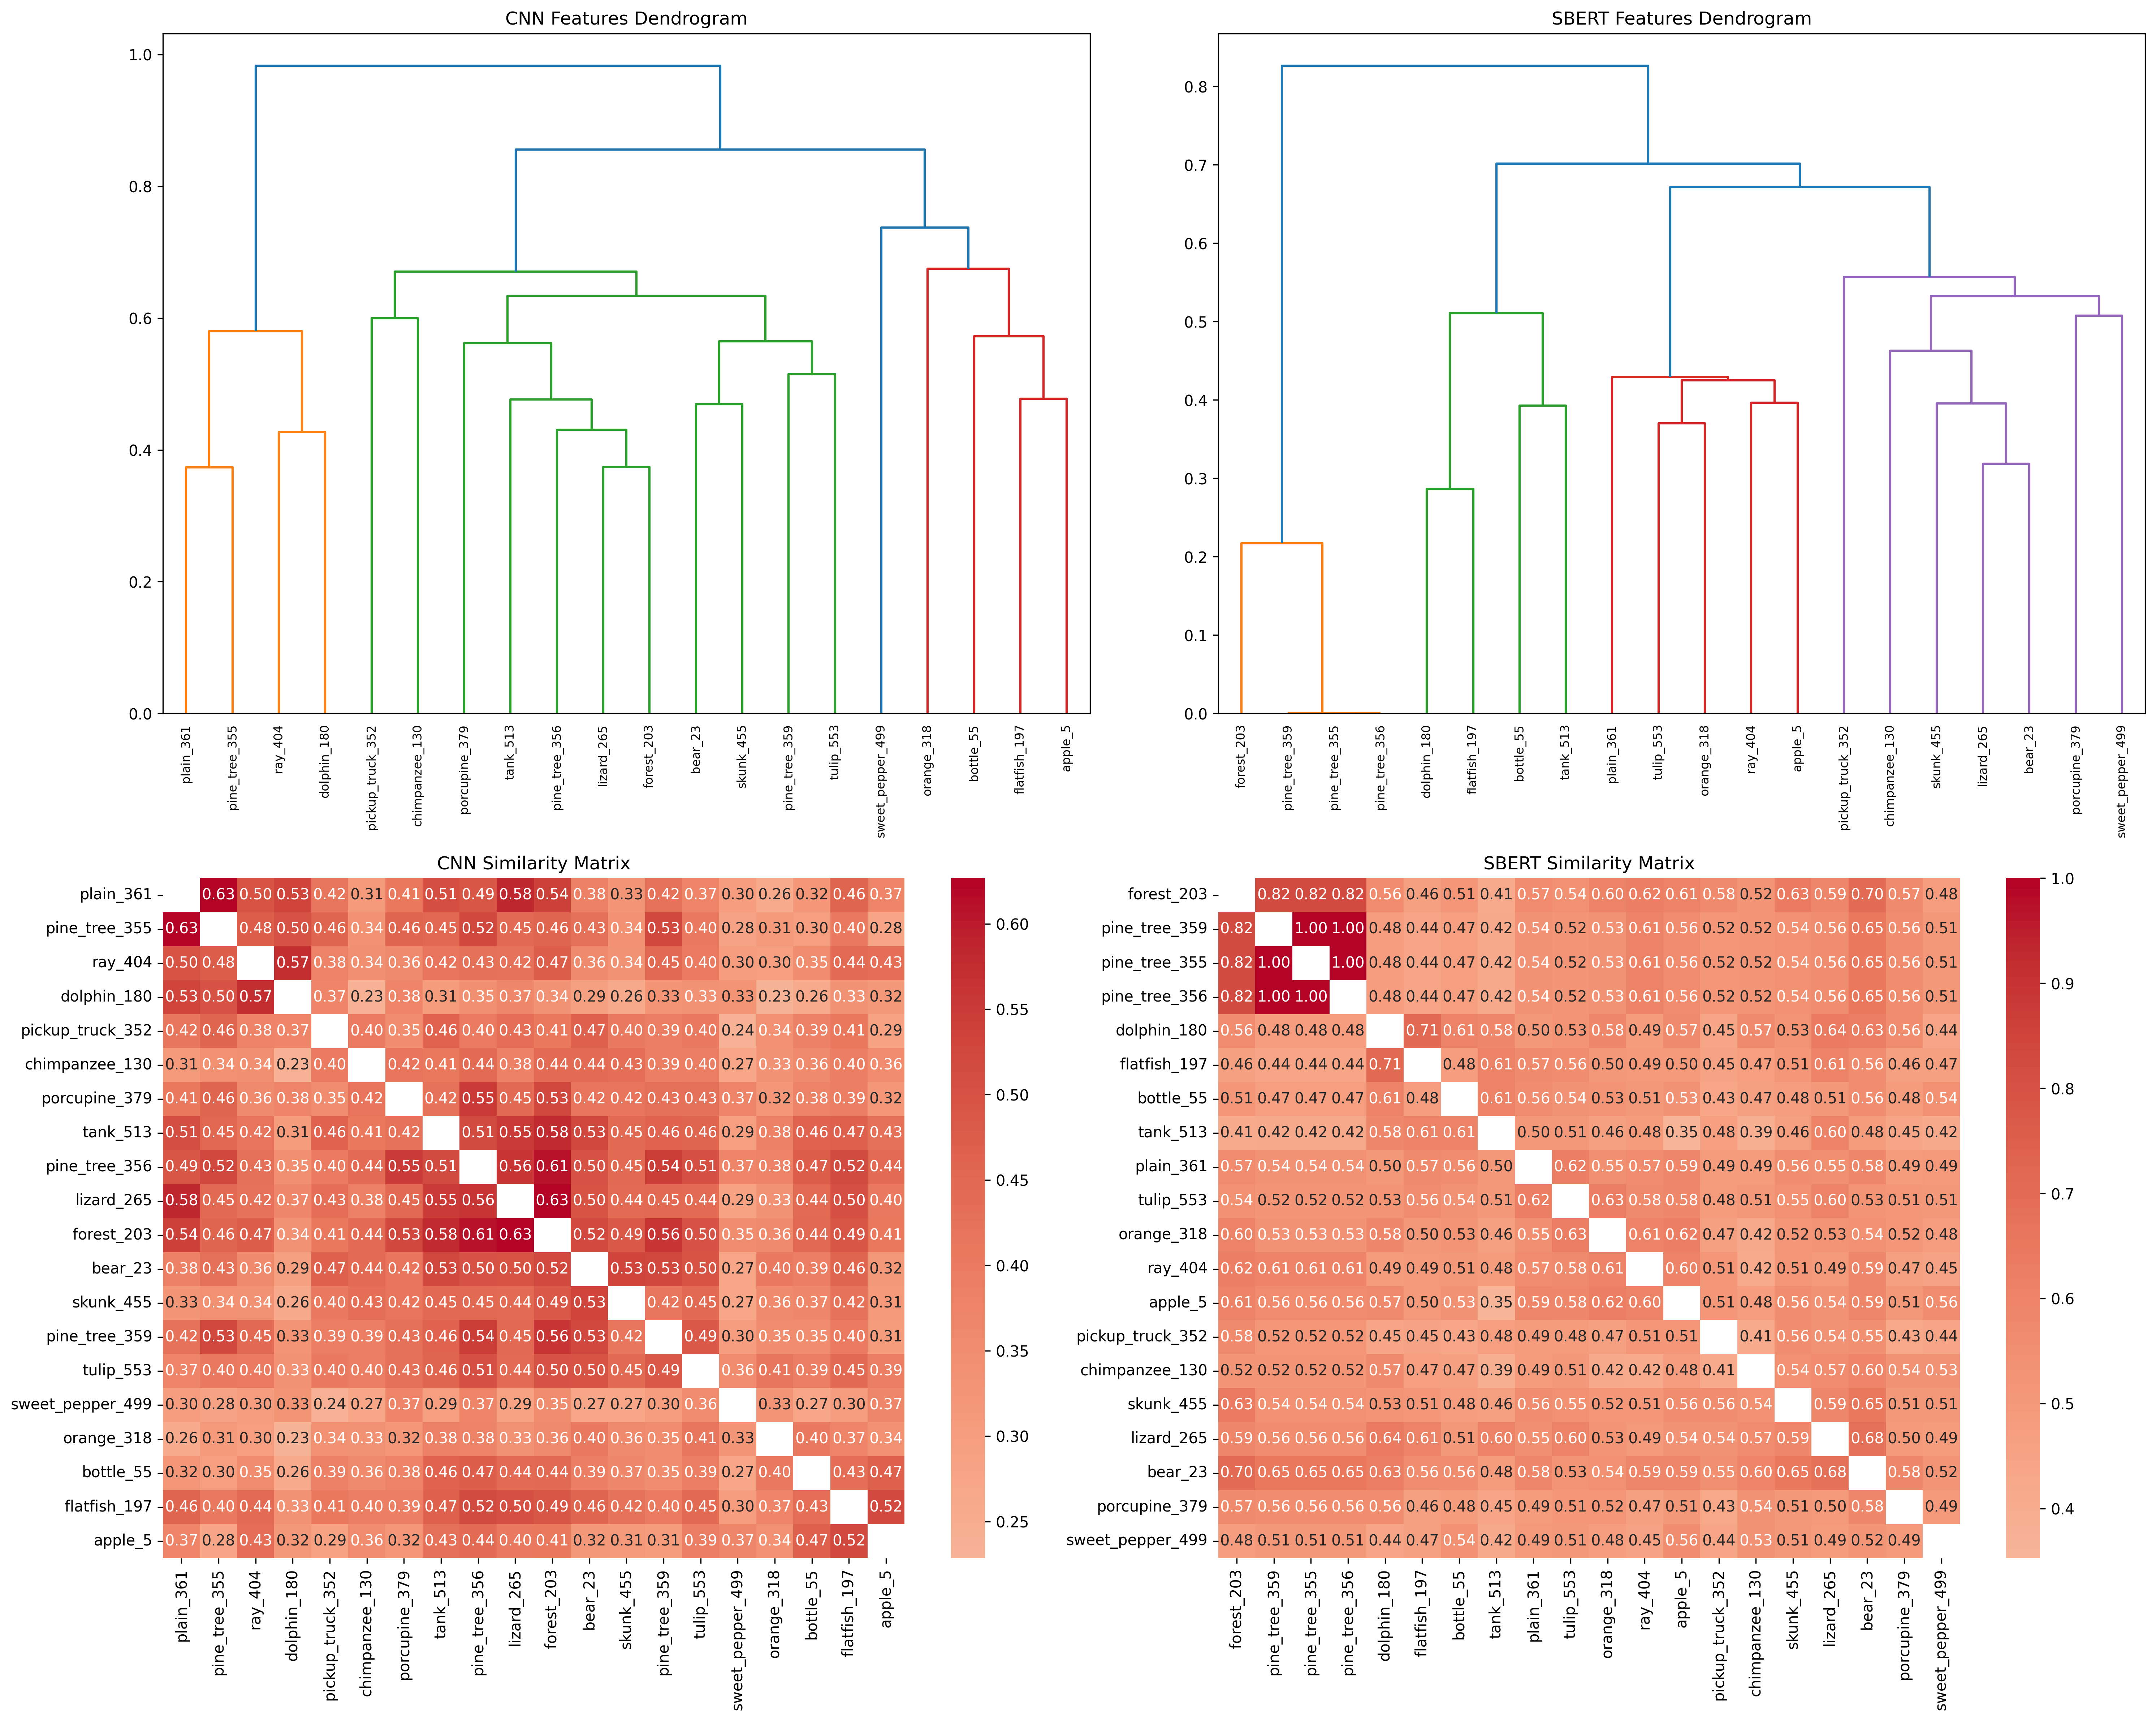 CNN Features Dendrogram
1.0
0.8
0.6
0.4
0.2
0.0
plain_361
pine_tree_355
ray_404
dolphin_180
pickup_truck_352
chimpanzee_130
porcupine_379
tank_513
pine_tree_356
lizard_265
forest_203
bear_23
skunk_455
pine_tree_359
tulip_553
sweet_pepper_499
orange_318
bottle_55
flatfish_197
apple_5
SBERT Features Dendrogram
0.8
0.7
0.6
0.5
0.4
0.3
0.2
0.1
0.0
forest_203
pine_tree_359
pine_tree_355
pine_tree_356
dolphin_180
flatfish_197
bottle_55
tank_513
plain_361
tulip_553
orange_318
ray_404
apple_5
pickup_truck_352
chimpanzee_130
skunk_455
lizard_265
bear_23
porcupine_379
sweet_pepper_499
CNN Similarity Matrix
plain_361 0.63 0.50 0.53 0.42 0.31 0.41 0.51 0.49 0.58 0.54 0.38 0.33 0.42 0.37 0.30 0.26 0.32 0.46 0.37
pine_tree_355 0.63 0.48 0.50 0.46 0.34 0.46 0.45 0.52 0.45 0.46 0.43 0.34 0.53 0.40 0.28 0.31 0.30 0.40 0.28
ray_404 0.50 0.48 0.57 0.38 0.34 0.36 0.42 0.43 0.42 0.47 0.36 0.34 0.45 0.40 0.30 0.30 0.35 0.44 0.43
dolphin_180 0.53 0.50 0.57 0.37 0.23 0.38 0.31 0.35 0.37 0.34 0.29 0.26 0.33 0.33 0.33 0.23 0.26 0.33 0.32
pickup_truck_352 0.42 0.46 0.38 0.37 0.40 0.35 0.46 0.40 0.43 0.41 0.47 0.40 0.39 0.40 0.24 0.34 0.39 0.41 0.29
chimpanzee_130 0.31 0.34 0.34 0.23 0.40 0.42 0.41 0.44 0.38 0.44 0.44 0.43 0.39 0.40 0.27 0.33 0.36 0.40 0.36
porcupine_379 0.41 0.46 0.36 0.38 0.35 0.42 0.42 0.55 0.45 0.53 0.42 0.42 0.43 0.43 0.37 0.32 0.38 0.39 0.32
tank_513 0.51 0.45 0.42 0.31 0.46 0.41 0.42 0.51 0.55 0.58 0.53 0.45 0.46 0.46 0.29 0.38 0.46 0.47 0.43
pine_tree_356 0.49 0.52 0.43 0.35 0.40 0.44 0.55 0.51 0.56 0.61 0.50 0.45 0.54 0.51 0.37 0.38 0.47 0.52 0.44
lizard_265 0.58 0.45 0.42 0.37 0.43 0.38 0.45 0.55 0.56 0.63 0.50 0.44 0.45 0.44 0.29 0.33 0.44 0.50 0.40
forest_203 0.54 0.46 0.47 0.34 0.41 0.44 0.53 0.58 0.61 0.63 0.52 0.49 0.56 0.50 0.35 0.36 0.44 0.49 0.41
bear_23 0.38 0.43 0.36 0.29 0.47 0.44 0.42 0.53 0.50 0.50 0.52 0.53 0.53 0.50 0.27 0.40 0.39 0.46 0.32
skunk_455 0.33 0.34 0.34 0.26 0.40 0.43 0.42 0.45 0.45 0.44 0.49 0.53 0.42 0.45 0.27 0.36 0.37 0.42 0.31
pine_tree_359 0.42 0.53 0.45 0.33 0.39 0.39 0.43 0.46 0.54 0.45 0.56 0.53 0.42 0.49 0.30 0.35 0.35 0.40 0.31
tulip_553 0.37 0.40 0.40 0.33 0.40 0.40 0.43 0.46 0.51 0.44 0.50 0.50 0.45 0.49 0.36 0.41 0.39 0.45 0.39
sweet_pepper_499 0.30 0.28 0.30 0.33 0.24 0.27 0.37 0.29 0.37 0.29 0.35 0.27 0.27 0.30 0.36 0.33 0.27 0.30 0.37
orange_318 0.26 0.31 0.30 0.23 0.34 0.33 0.32 0.38 0.38 0.33 0.36 0.40 0.36 0.35 0.41 0.33 0.40 0.37 0.34
bottle_55 0.32 0.30 0.35 0.26 0.39 0.36 0.38 0.46 0.47 0.44 0.44 0.39 0.37 0.35 0.39 0.27 0.40 0.43 0.47
flatfish_197 0.46 0.40 0.44 0.33 0.41 0.40 0.39 0.47 0.52 0.50 0.49 0.46 0.42 0.40 0.45 0.30 0.37 0.43 0.52
apple_5 0.37 0.28 0.43 0.32 0.29 0.36 0.32 0.43 0.44 0.40 0.41 0.32 0.31 0.31 0.39 0.37 0.34 0.47 0.52
plain_361
pine_tree_355
ray_404
dolphin_180
pickup_truck_352
chimpanzee_130
porcupine_379
tank_513
pine_tree_356
lizard_265
forest_203
bear_23
skunk_455
pine_tree_359
tulip_553
sweet_pepper_499
orange_318
bottle_55
flatfish_197
apple_5
0.60
0.55
0.50
0.45
0.40
0.35
0.30
0.25
SBERT Similarity Matrix
forest_203 0.82 0.82 0.82 0.56 0.46 0.51 0.41 0.57 0.54 0.60 0.62 0.61 0.58 0.52 0.63 0.59 0.70 0.57 0.48
pine_tree_359 0.82 1.00 1.00 0.48 0.44 0.47 0.42 0.54 0.52 0.53 0.61 0.56 0.52 0.52 0.54 0.56 0.65 0.56 0.51
pine_tree_355 0.82 1.00 1.00 0.48 0.44 0.47 0.42 0.54 0.52 0.53 0.61 0.56 0.52 0.52 0.54 0.56 0.65 0.56 0.51
pine_tree_356 0.82 1.00 1.00 0.48 0.44 0.47 0.42 0.54 0.52 0.53 0.61 0.56 0.52 0.52 0.54 0.56 0.65 0.56 0.51
dolphin_180 0.56 0.48 0.48 0.48 0.71 0.61 0.58 0.50 0.53 0.58 0.49 0.57 0.45 0.57 0.53 0.64 0.63 0.56 0.44
flatfish_197 0.46 0.44 0.44 0.44 0.71 0.48 0.61 0.57 0.56 0.50 0.49 0.50 0.45 0.47 0.51 0.61 0.56 0.46 0.47
bottle_55 0.51 0.47 0.47 0.47 0.61 0.48 0.61 0.56 0.54 0.53 0.51 0.53 0.43 0.47 0.48 0.51 0.56 0.48 0.54
tank_513 0.41 0.42 0.42 0.42 0.58 0.61 0.61 0.50 0.51 0.46 0.48 0.35 0.48 0.39 0.46 0.60 0.48 0.45 0.42
plain_361 0.57 0.54 0.54 0.54 0.50 0.57 0.56 0.50 0.62 0.55 0.57 0.59 0.49 0.49 0.56 0.55 0.58 0.49 0.49
tulip_553 0.54 0.52 0.52 0.52 0.53 0.56 0.54 0.51 0.62 0.63 0.58 0.58 0.48 0.51 0.55 0.60 0.53 0.51 0.51
orange_318 0.60 0.53 0.53 0.53 0.58 0.50 0.53 0.46 0.55 0.63 0.61 0.62 0.47 0.42 0.52 0.53 0.54 0.52 0.48
ray_404 0.62 0.61 0.61 0.61 0.49 0.49 0.51 0.48 0.57 0.58 0.61 0.60 0.51 0.42 0.51 0.49 0.59 0.47 0.45
apple_5 0.61 0.56 0.56 0.56 0.57 0.50 0.53 0.35 0.59 0.58 0.62 0.60 0.51 0.48 0.56 0.54 0.59 0.51 0.56
pickup_truck_352 0.58 0.52 0.52 0.52 0.45 0.45 0.43 0.48 0.49 0.48 0.47 0.51 0.51 0.41 0.56 0.54 0.55 0.43 0.44
chimpanzee_130 0.52 0.52 0.52 0.52 0.57 0.47 0.47 0.39 0.49 0.51 0.42 0.42 0.48 0.41 0.54 0.57 0.60 0.54 0.53
skunk_455 0.63 0.54 0.54 0.54 0.53 0.51 0.48 0.46 0.56 0.55 0.52 0.51 0.56 0.56 0.54 0.59 0.65 0.51 0.51
lizard_265 0.59 0.56 0.56 0.56 0.64 0.61 0.51 0.60 0.55 0.60 0.53 0.49 0.54 0.54 0.57 0.59 0.68 0.50 0.49
bear_23 0.70 0.65 0.65 0.65 0.63 0.56 0.56 0.48 0.58 0.53 0.54 0.59 0.59 0.55 0.60 0.65 0.68 0.58 0.52
porcupine_379 0.57 0.56 0.56 0.56 0.56 0.46 0.48 0.45 0.49 0.51 0.52 0.47 0.51 0.43 0.54 0.51 0.50 0.58 0.49
sweet_pepper_499 0.48 0.51 0.51 0.51 0.44 0.47 0.54 0.42 0.49 0.51 0.48 0.45 0.56 0.44 0.53 0.51 0.49 0.52 0.49
forest_203
pine_tree_359
pine_tree_355
pine_tree_356
dolphin_180
flatfish_197
bottle_55
tank_513
plain_361
tulip_553
orange_318
ray_404
apple_5
pickup_truck_352
chimpanzee_130
skunk_455
lizard_265
bear_23
porcupine_379
sweet_pepper_499
1.0
0.9
0.8
0.7
0.6
0.5
0.4